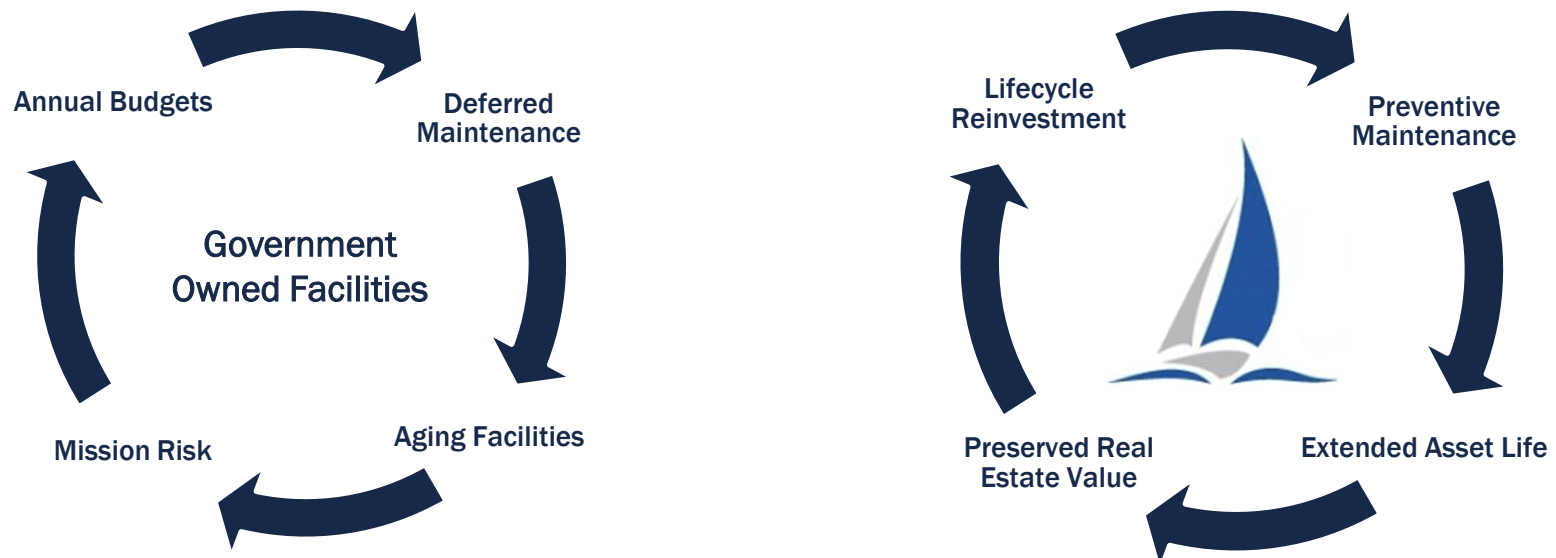 Annual Budgets
Deferred
Maintenance
Government
Owned Facilities
Aging Facilities
Mission Risk
Lifecycle
Reinvestment
Preventive
Maintenance
Extended Asset Life
Preserved Real
Estate Value